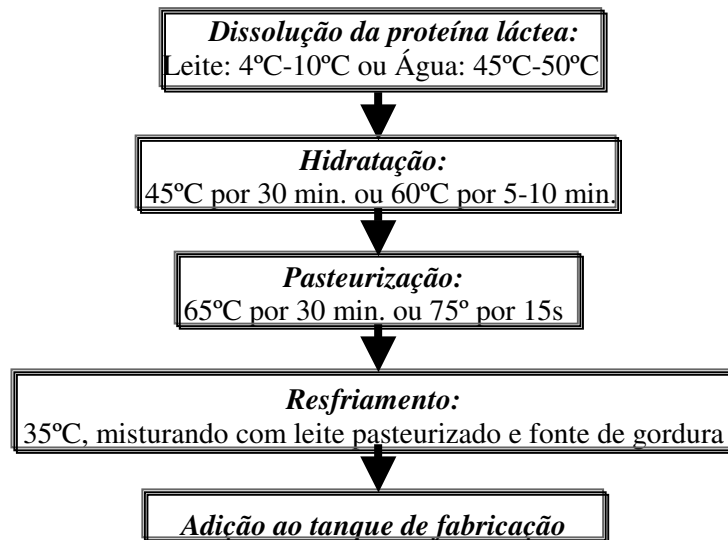 Dissolução da proteína láctea:
Leite: 4ºC-10ºC ou Água: 45ºC-50ºC
Hidratação:
45ºC por 30 min. ou 60ºC por 5-10 min.
Pasteurização:
65ºC por 30 min. ou 75º por 15s
Resfriamento:
35ºC, misturando com leite pasteurizado e fonte de gordura
Adição ao tanque de fabricação